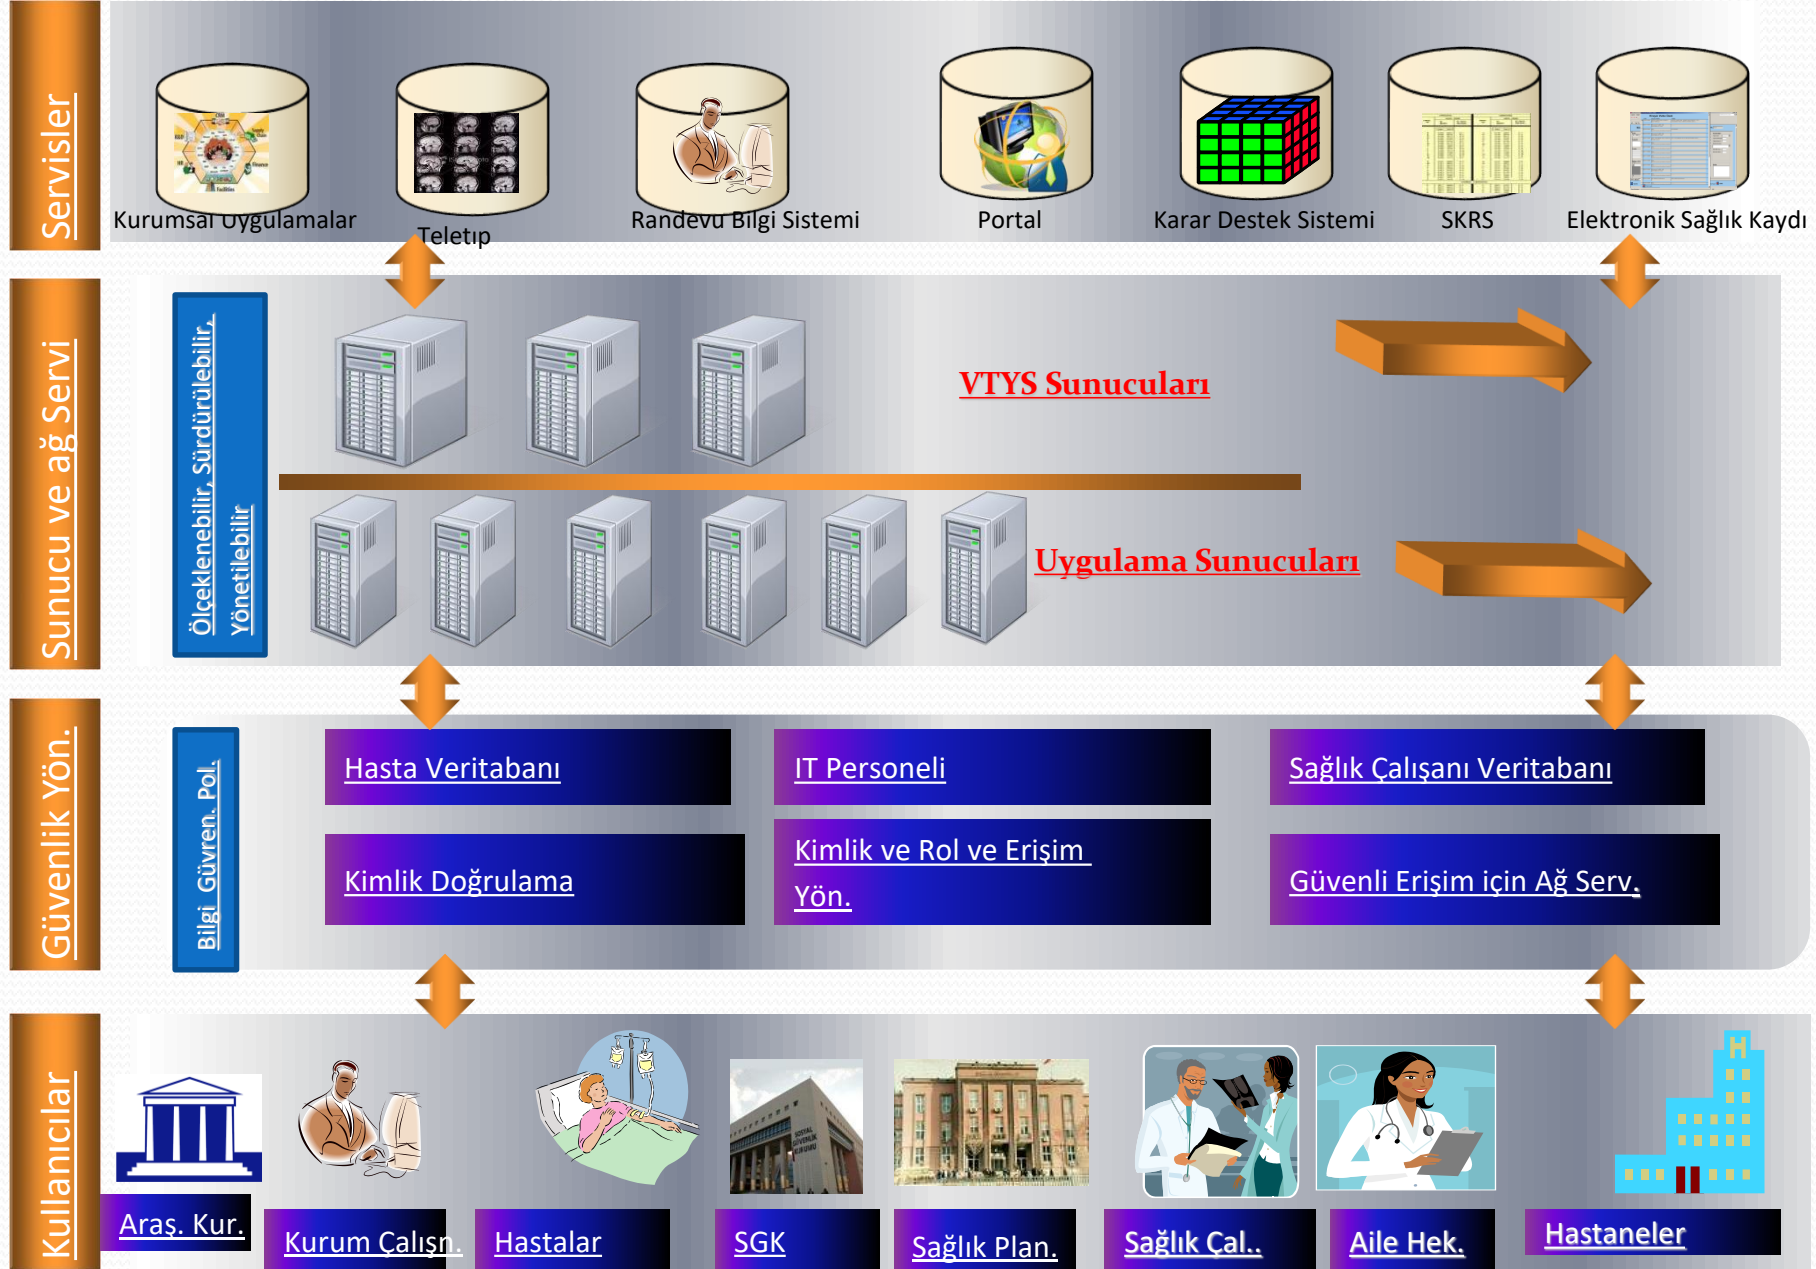 Servisler
Kurumsal Uygulamalar
Teletıp
Randevu Bilgi Sistemi
Portal
Karar Destek Sistemi
SKRS
Elektronik Sağlık Kaydı
Sunucu ve ağ Servi
Ölçeklenebilir, Sürdürülebilir,
Yönetilebilir
VTYS Sunucuları
Uygulama Sunucuları
Güvenlik Yön.
Bilgi Güvren. Pol.
Hasta Veritabanı
IT Personeli
Sağlık Çalışanı Veritabanı
Kimlik Doğrulama
Kimlik ve Rol ve Erişim
Yön.
Güvenli Erişim için Ağ Serv.
Kullanıcılar
SOSYAL
GÜVENLİK
KURUMU
H
Araş. Kur.
Kurum Çalışn.
Hastalar
SGK
Sağlık Plan.
Sağlık Çal..
Aile Hek.
Hastaneler